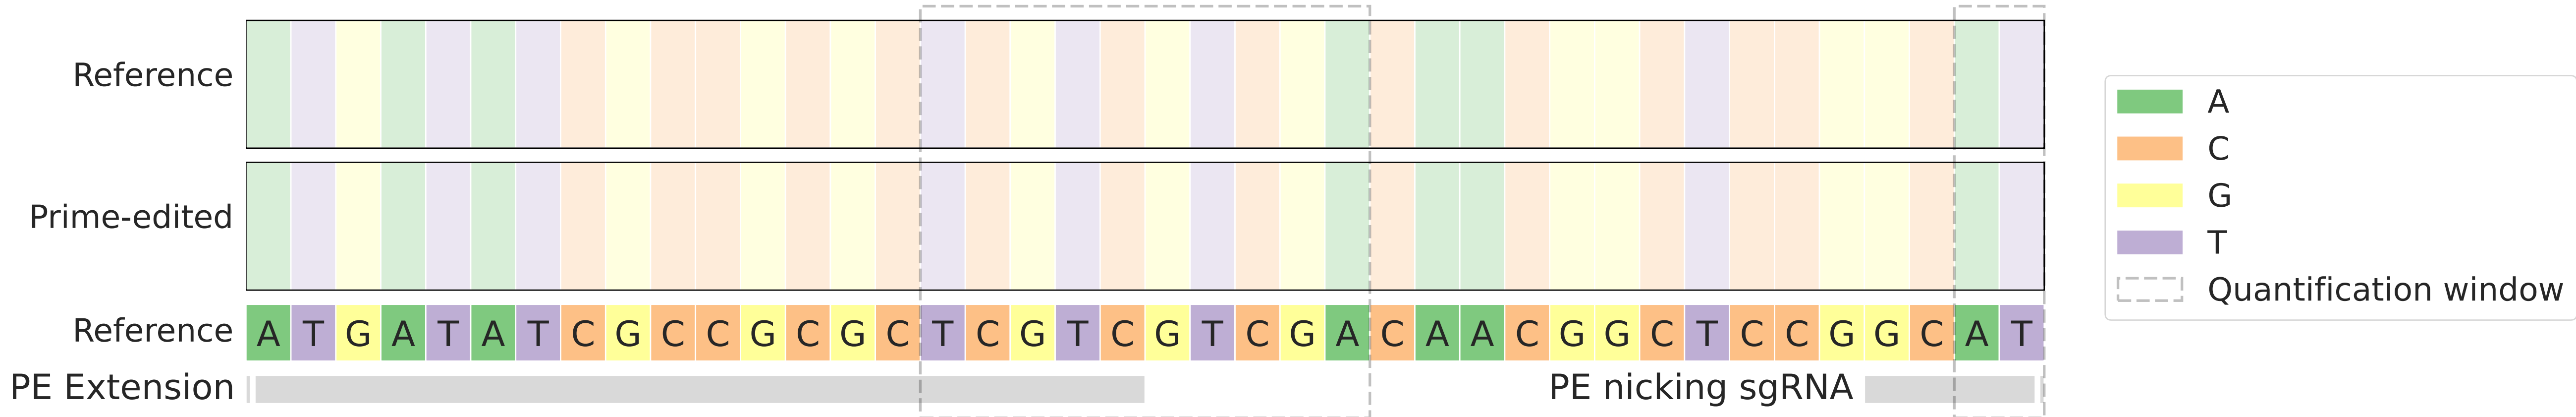 Reference
Prime-edited
Reference
A T G A T A T C G C C G C G C T C G T C G T C G A C A A C G G C T C C G G C A T
PE Extension
PE nicking sgRNA
A
C
G
T
Quantification window